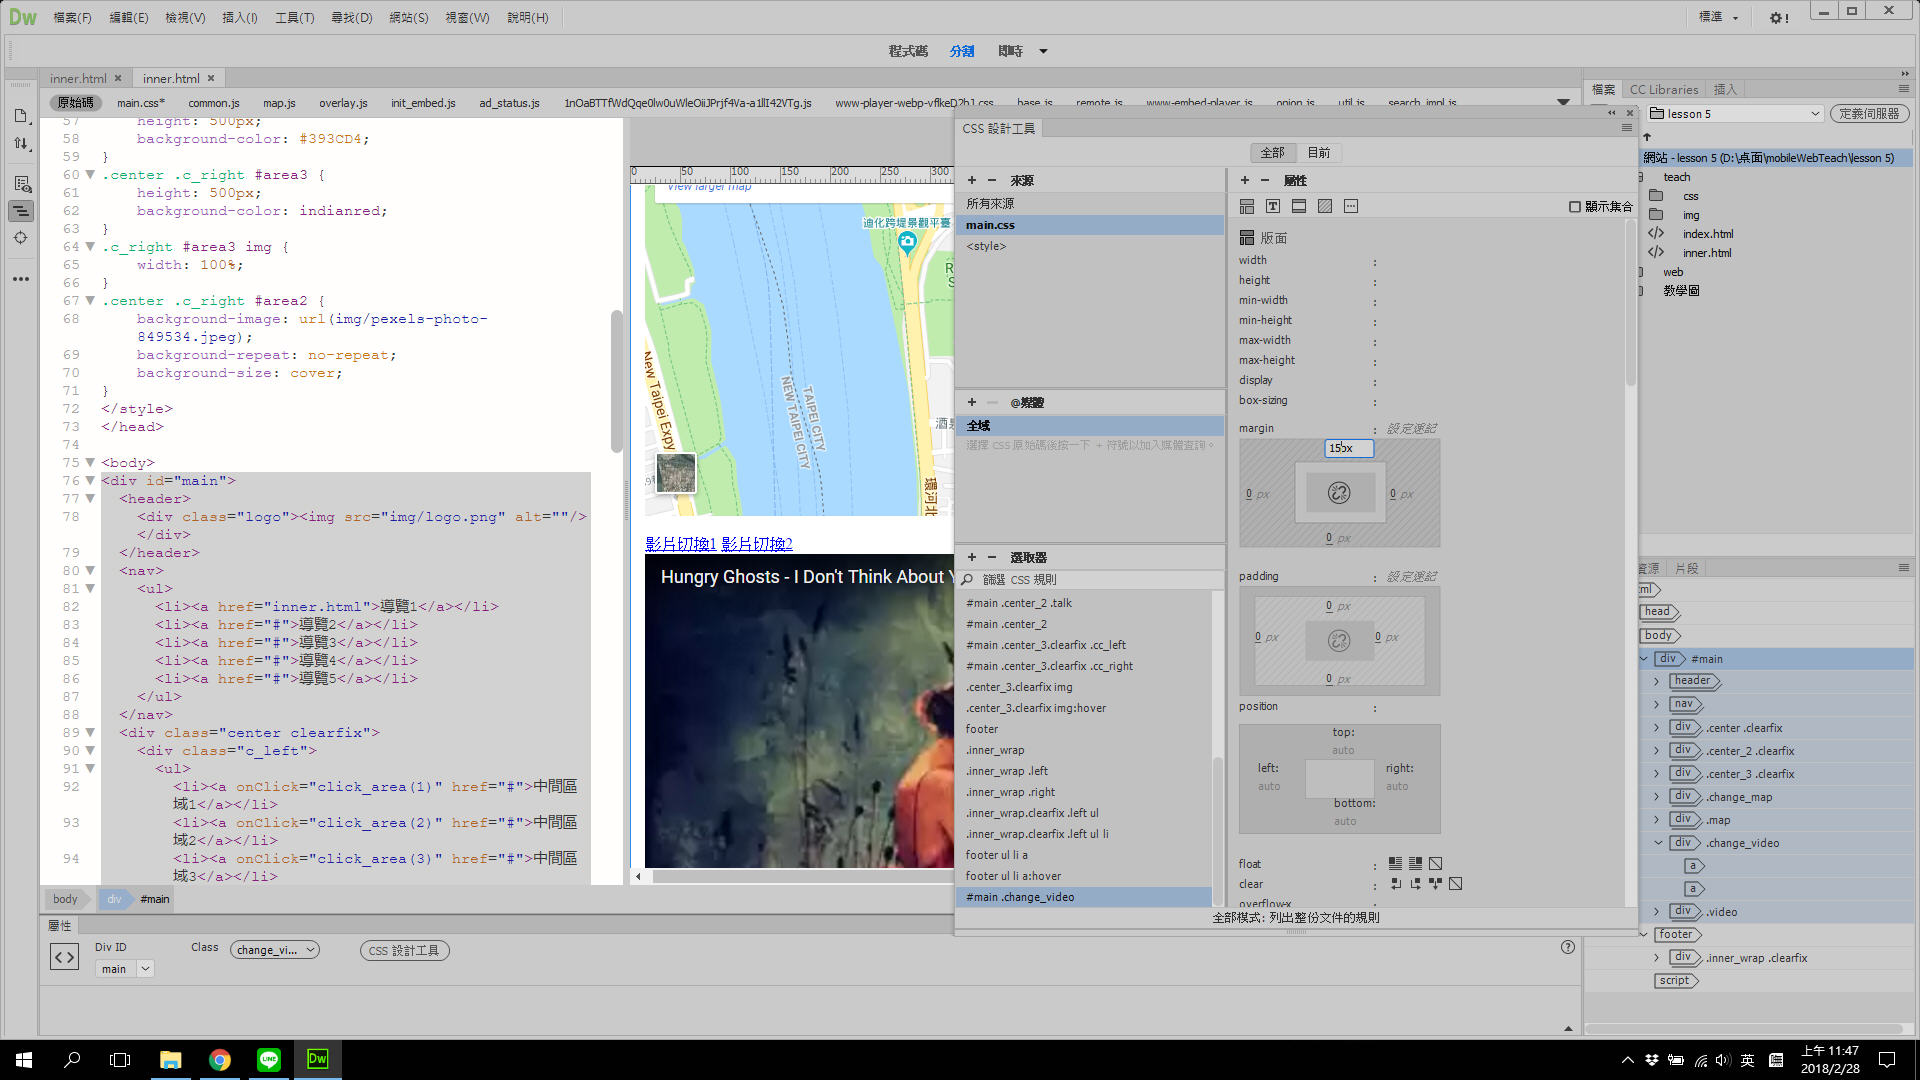 Dw 檔案(F) 編輯(E) 檢視(V) 插入(I) 工具(T) 尋找(D) 網站(S) 視窗(W) 說明(H) 標準
程式碼 分割 即時
inner.html inner.html
原始碼 main.css* common.js map.js overlay.js init_embed.js ad_status.js 1nOaBTTfWdQqe0lw0uWleOiiJPrjf4Va-a1lI42VTg.js www-player-webp-vflkeD2b1.css base.js remote.js www-embed-player.js onion.js util.js search_impl.js
57 height: 500px;
58 background-color: #393CD4;
59 }
60 .center .c_right #area3 {
61 height: 500px;
62 background-color: indianred;
63 }
64 .c_right #area3 img {
65 width: 100%;
66 }
67 .center .c_right #area2 {
68 background-image: url(img/pexels-photo-
849534.jpeg);
69 background-repeat: no-repeat;
70 background-size: cover;
71 }
72 </style>
73 </head>
74
75 <body>
76 <div id="main">
77 <header>
78 <div class="logo"><img src="img/logo.png" alt=""/>
</div>
79 </header>
80 <nav>
81 <ul>
82 <li><a href="inner.html">導覽1</a></li>
83 <li><a href="#">導覽2</a></li>
84 <li><a href="#">導覽3</a></li>
85 <li><a href="#">導覽4</a></li>
86 <li><a href="#">導覽5</a></li>
87 </ul>
88 </nav>
89 <div class="center clearfix">
90 <div class="c_left">
91 <ul>
92 <li><a onClick="click_area(1)" href="#">中間區
域1</a></li>
93 <li><a onClick="click_area(2)" href="#">中間區
域2</a></li>
94 <li><a onClick="click_area(3)" href="#">中間區
域3</a></li>
body div #main
0 50 100 150 200 250 300
View larger map
迪化跨堤景觀平臺
New Taipei Expy
TAIPEI CITY
NEW TAIPEI CITY
環河北
影片切換1 影片切換2
Hungry Ghosts - I Don't Think About Y
CSS 設計工具
全部 目前
來源
所有來源
main.css
<style>
@媒體
全域
選擇 CSS 原始碼後按一下 + 符號以加入媒體查詢。
選取器
篩選 CSS 規則
#main .center_2 .talk
#main .center_2
#main .center_3.clearfix .cc_left
#main .center_3.clearfix .cc_right
.center_3.clearfix img
.center_3.clearfix img:hover
footer
.inner_wrap
.inner_wrap .left
.inner_wrap .right
.inner_wrap.clearfix .left ul
.inner_wrap.clearfix .left ul li
footer ul li a
footer ul li a:hover
#main .change_video
屬性
顯示集合
版面
width :
height :
min-width :
min-height :
max-width :
max-height :
display :
box-sizing :
margin : 設定速記
15px
0 px 0 px
0 px
padding : 設定速記
0 px
0 px 0 px
0 px
position :
top:
auto
left: right:
auto auto
bottom:
auto
float :
clear :
overflow-x
全部模式: 列出整份文件的規則
檔案 CC Libraries 插入
lesson 5 定義伺服器
網站 - lesson 5 (D:\桌面\mobileWebTeach\lesson 5)
teach
css
img
index.html
inner.html
web
教學圖
資源 片段
head
body
div #main
header
nav
div .center .clearfix
div .center_2 .clearfix
div .center_3 .clearfix
div .change_map
div .map
div .change_video
a
a
div .video
footer
div .inner_wrap .clearfix
script
屬性
Div ID Class change_vi... CSS 設計工具
main
Dw
英
上午 11:47
2018/2/28